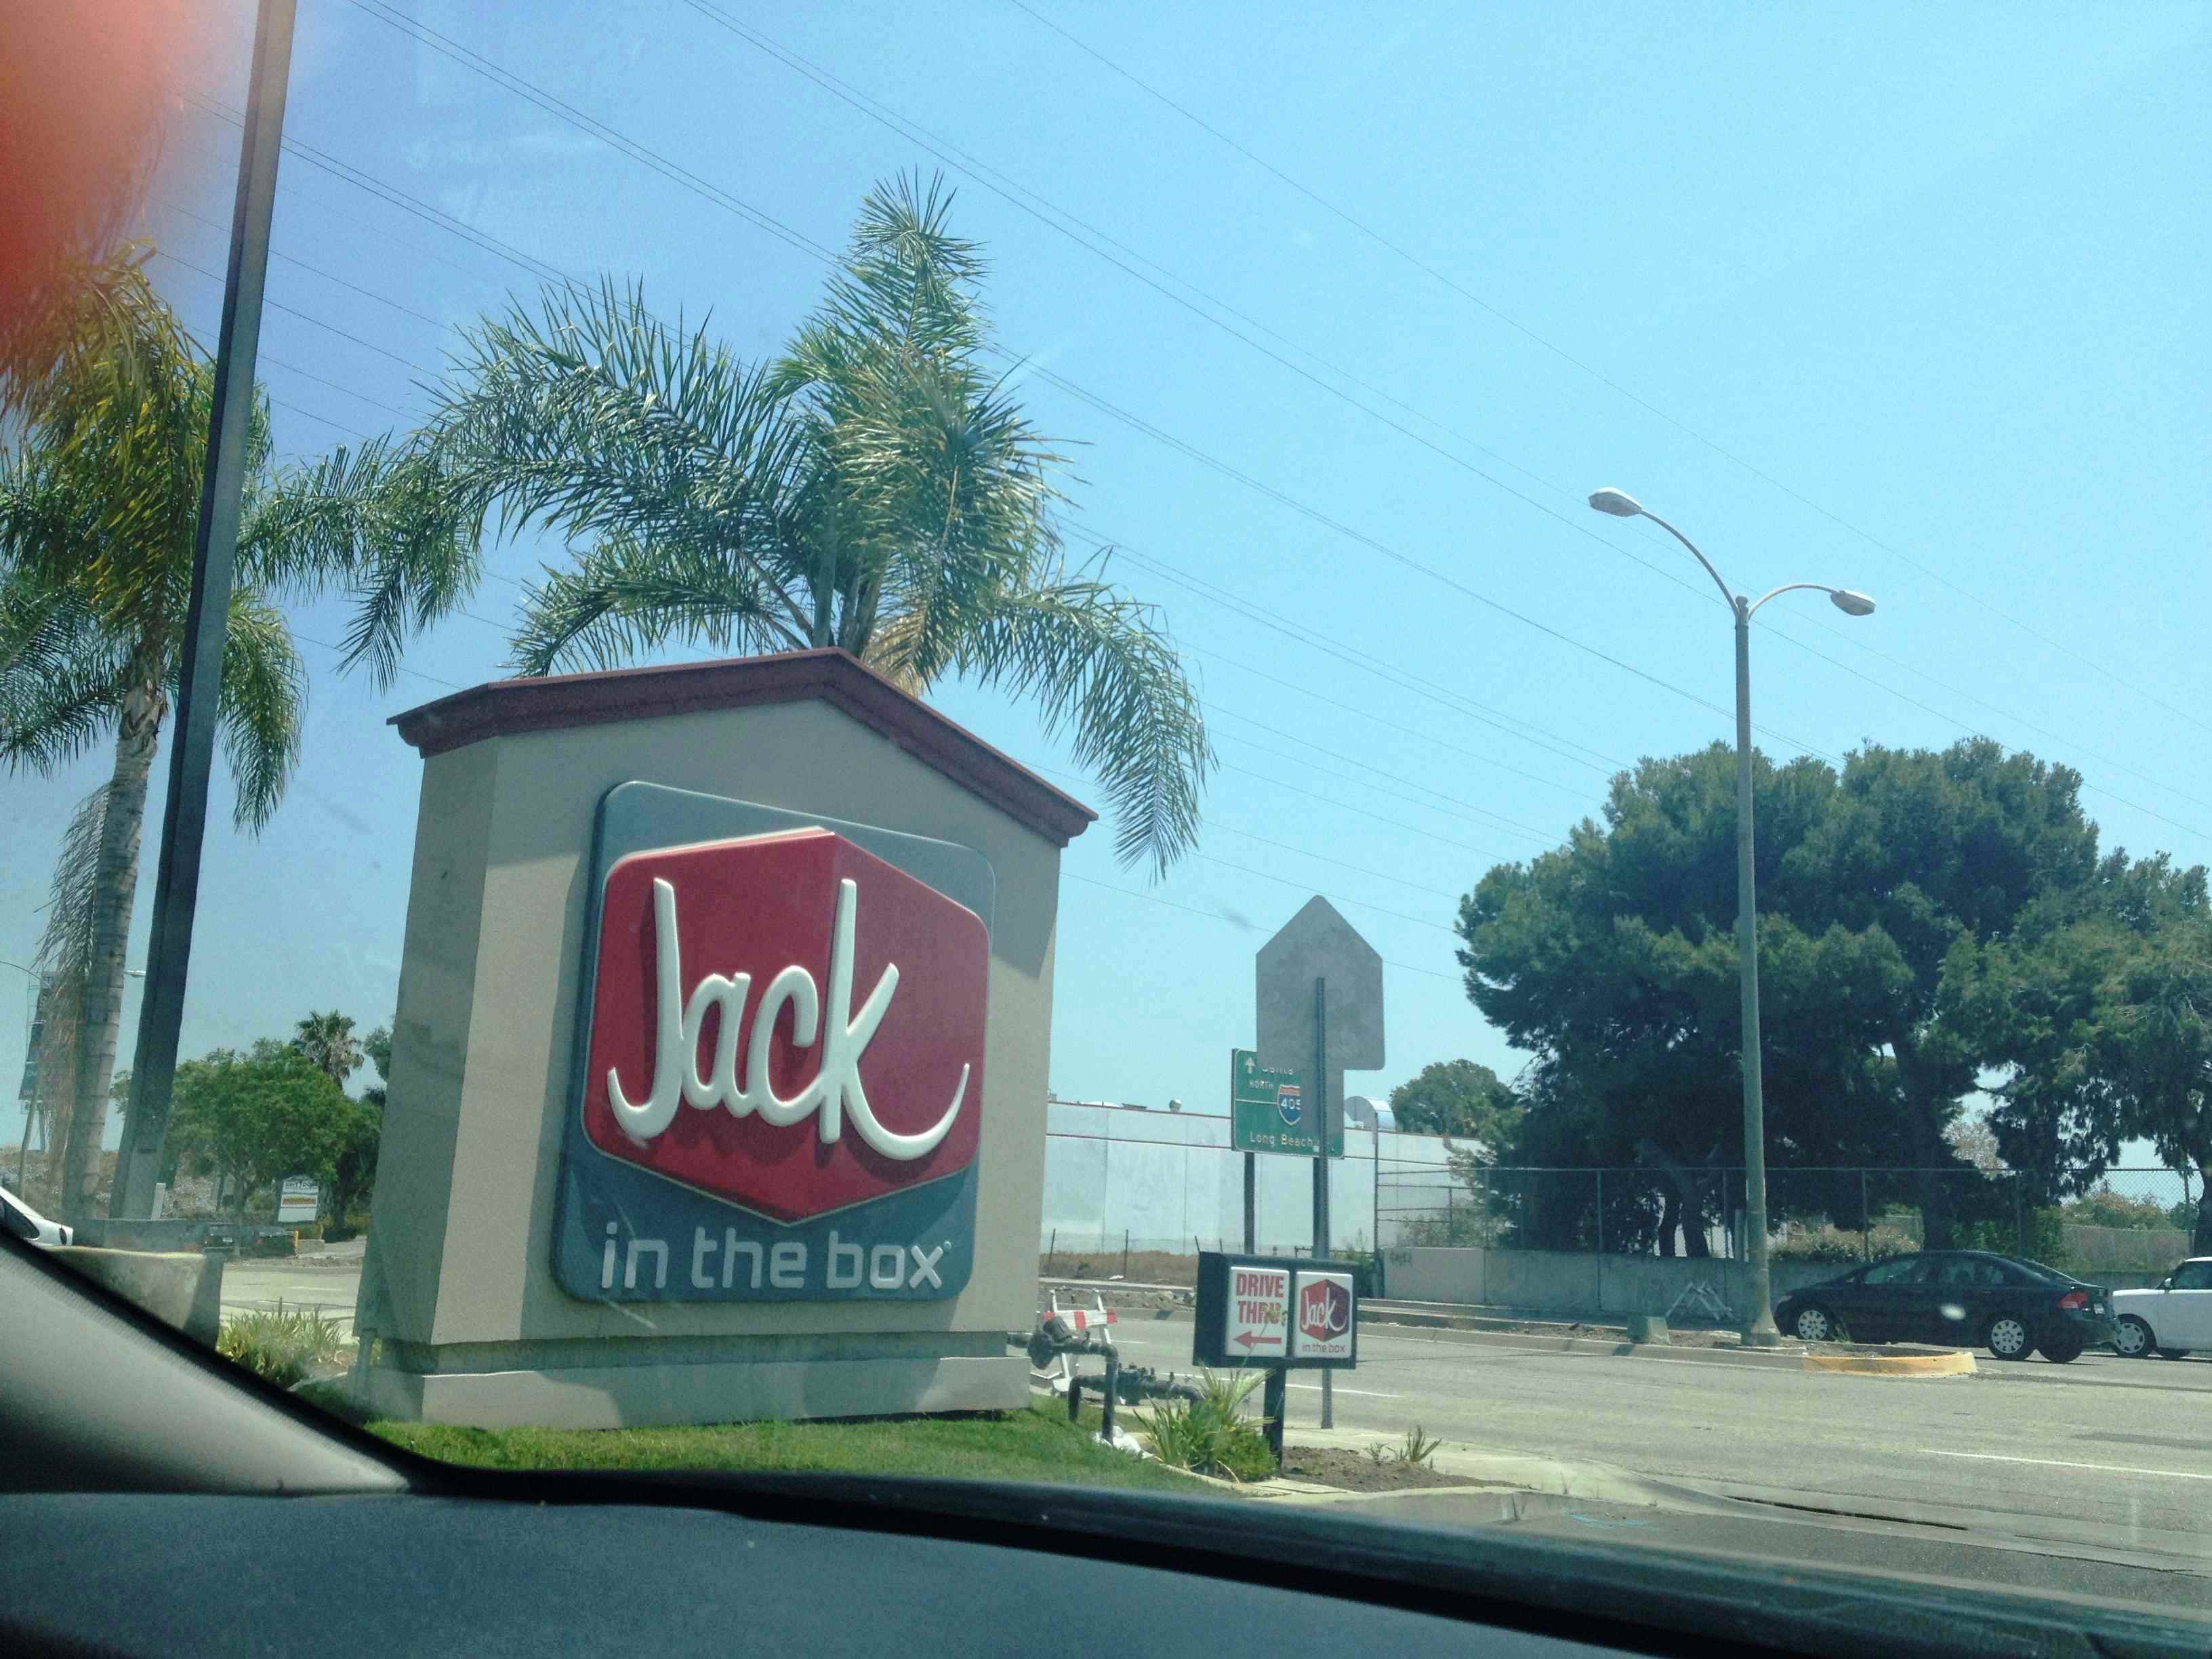 Jack
in the box
NORTH
405
Long Beach
DRIVE
THRU
Jack
in the box